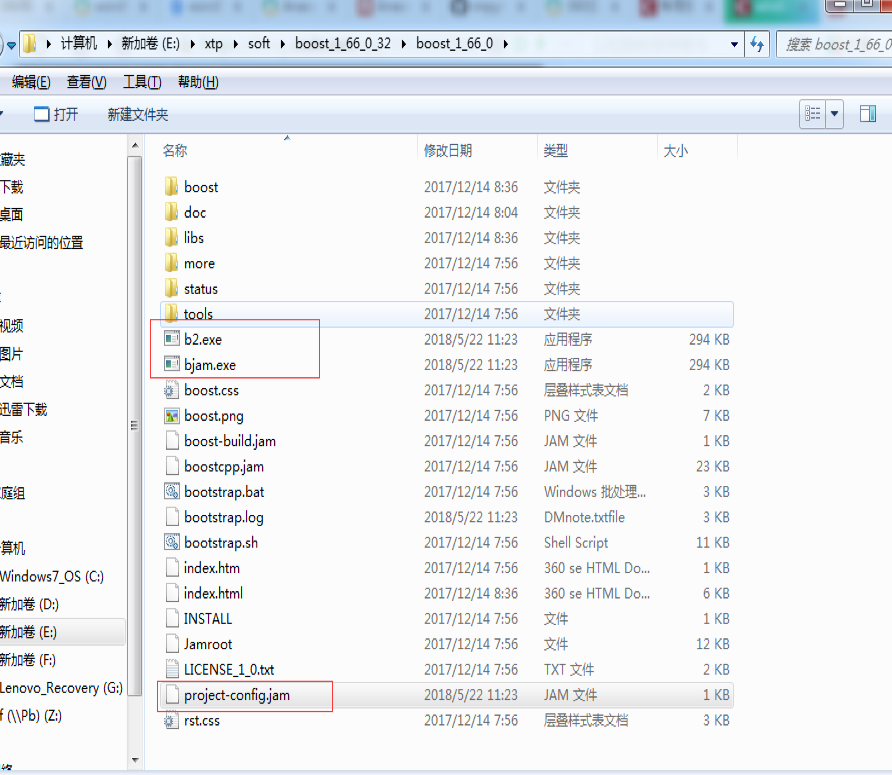 计算机 新加卷 (E:) xtp soft boost_1_66_0_32 boost_1_66_0 搜索 boost_1_66_0
编辑(E) 查看(V) 工具(T) 帮助(H)
打开 新建文件夹
名称 修改日期 类型 大小
藏夹
下载
桌面
最近访问的位置
视频
图片
文档
迅雷下载
音乐
庭组
算机
Windows7_OS (C:)
新加卷 (D:)
新加卷 (E:)
新加卷 (F:)
Lenovo_Recovery (G:)
f (\\Pb) (Z:)
boost 2017/12/14 8:36 文件夹
doc 2017/12/14 8:04 文件夹
libs 2017/12/14 8:36 文件夹
more 2017/12/14 7:56 文件夹
status 2017/12/14 7:56 文件夹
tools 2017/12/14 7:56 文件夹
b2.exe 2018/5/22 11:23 应用程序 294 KB
bjam.exe 2018/5/22 11:23 应用程序 294 KB
boost.css 2017/12/14 7:56 层叠样式表文档 2 KB
boost.png 2017/12/14 7:56 PNG 文件 7 KB
boost-build.jam 2017/12/14 7:56 JAM 文件 1 KB
boostcpp.jam 2017/12/14 7:56 JAM 文件 23 KB
bootstrap.bat 2017/12/14 7:56 Windows 批处理... 3 KB
bootstrap.log 2018/5/22 11:23 DMnote.txtfile 3 KB
bootstrap.sh 2017/12/14 7:56 Shell Script 11 KB
index.htm 2017/12/14 7:56 360 se HTML Do... 1 KB
index.html 2017/12/14 8:36 360 se HTML Do... 6 KB
INSTALL 2017/12/14 7:56 文件 1 KB
Jamroot 2017/12/14 7:56 文件 12 KB
LICENSE_1_0.txt 2017/12/14 7:56 TXT 文件 2 KB
project-config.jam 2018/5/22 11:23 JAM 文件 1 KB
rst.css 2017/12/14 7:56 层叠样式表文档 3 KB